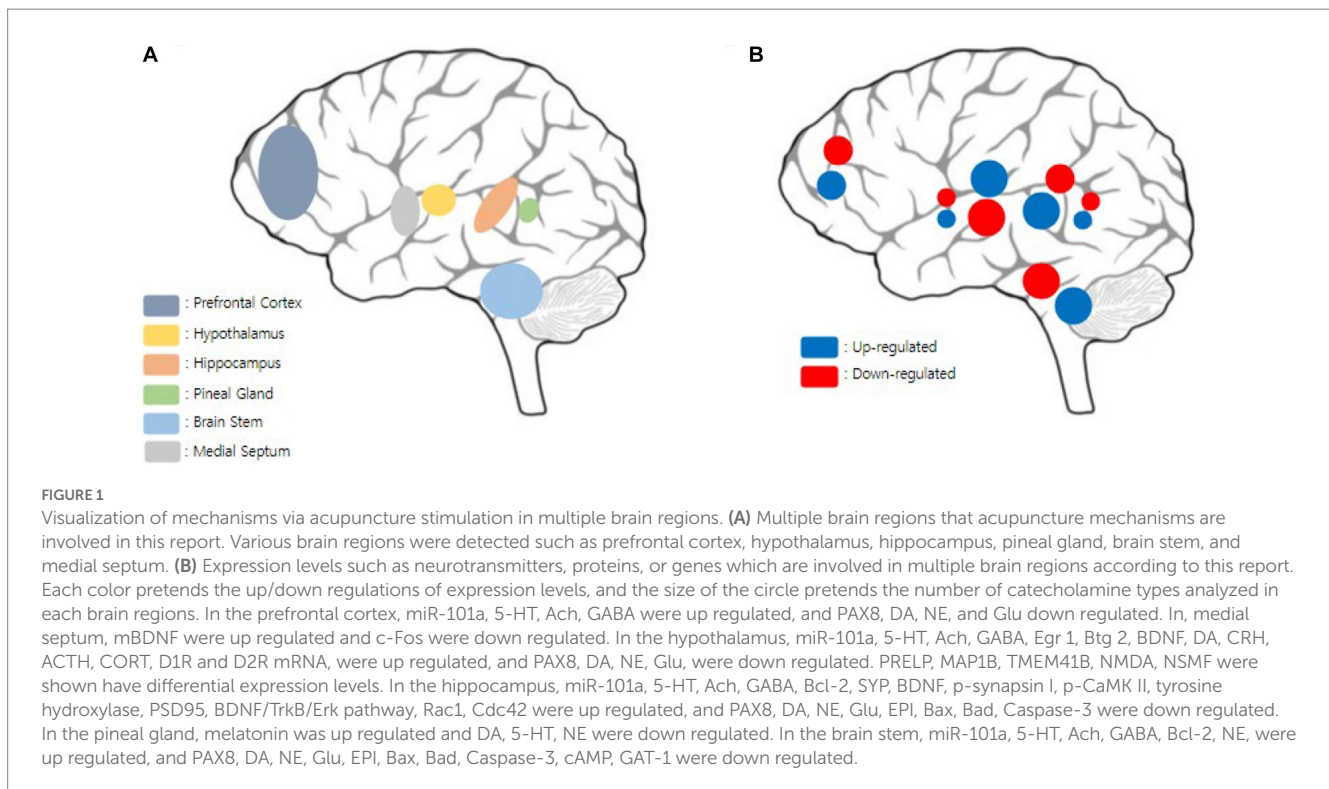 A
B
: Prefrontal Cortex
: Hypothalamus
: Hippocampus
: Pineal Gland
: Brain Stem
: Medial Septum
: Up-regulated
: Down-regulated
FIGURE 1
Visualization of mechanisms via acupuncture stimulation in multiple brain regions. (A) Multiple brain regions that acupuncture mechanisms are
involved in this report. Various brain regions were detected such as prefrontal cortex, hypothalamus, hippocampus, pineal gland, brain stem, and
medial septum. (B) Expression levels such as neurotransmitters, proteins, or genes which are involved in multiple brain regions according to this report.
Each color pretends the up/down regulations of expression levels, and the size of the circle pretends the number of catecholamine types analyzed in
each brain regions. In the prefrontal cortex, miR-101a, 5-HT, Ach, GABA were up regulated, and PAX8, DA, NE, and Glu down regulated. In, medial
septum, mBDNF were up regulated and c-Fos were down regulated. In the hypothalamus, miR-101a, 5-HT, Ach, GABA, Egr 1, Btg 2, BDNF, DA, CRH,
ACTH, CORT, D1R and D2R mRNA, were up regulated, and PAX8, DA, NE, Glu, were down regulated. PRELP, MAP1B, TMEM41B, NMDA, NSMF were
shown have differential expression levels. In the hippocampus, miR-101a, 5-HT, Ach, GABA, Bcl-2, SYP, BDNF, p-synapsin I, p-CaMK II, tyrosine
hydroxylase, PSD95, BDNF/TrkB/Erk pathway, Rac1, Cdc42 were up regulated, and PAX8, DA, NE, Glu, EPI, Bax, Bad, Caspase-3 were down regulated.
In the pineal gland, melatonin was up regulated and DA, 5-HT, NE were down regulated. In the brain stem, miR-101a, 5-HT, Ach, GABA, Bcl-2, NE, were
up regulated, and PAX8, DA, NE, Glu, EPI, Bax, Bad, Caspase-3, cAMP, GAT-1 were down regulated.